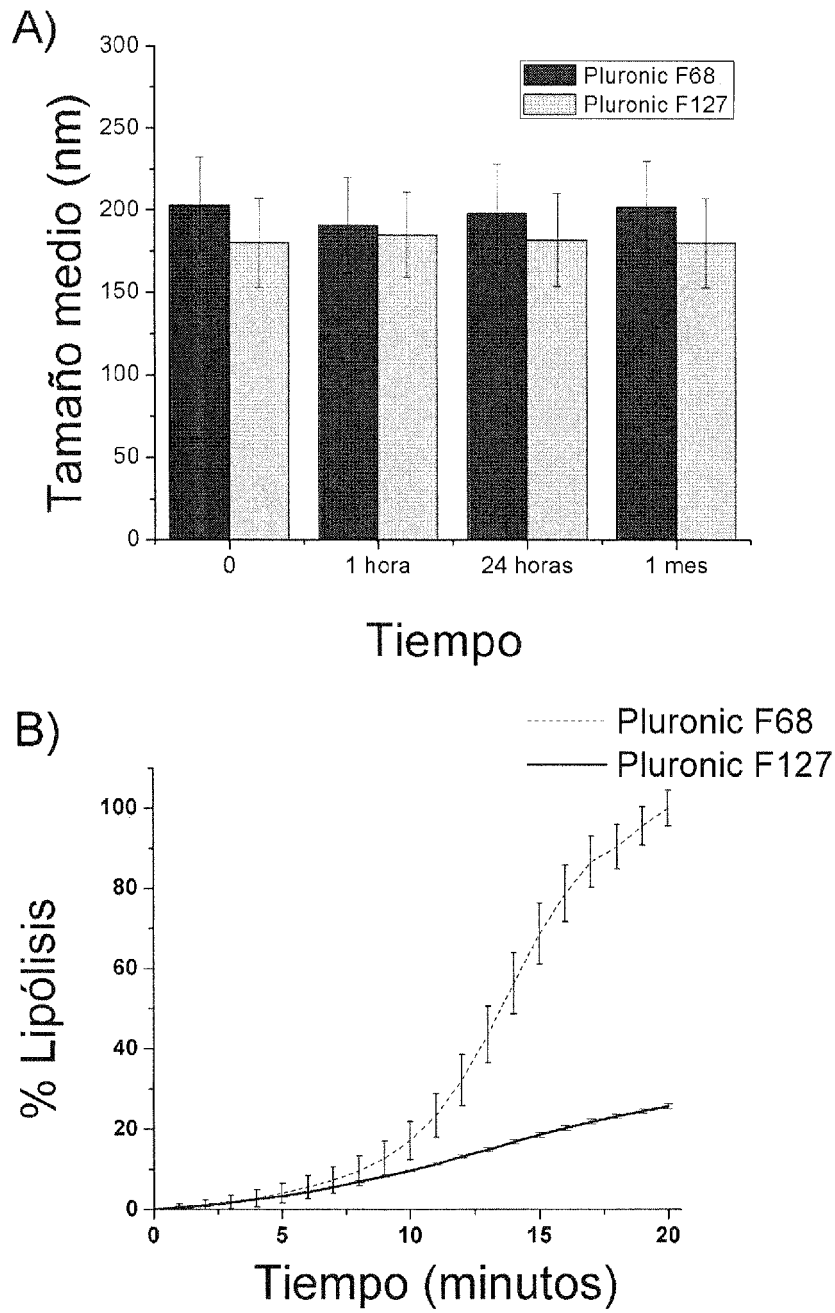 A)
Tamaño medio (nm)
300
250
200
150
100
50
0
Pluronic F68
Pluronic F127
0 1 hora 24 horas 1 mes
Tiempo
B)
Pluronic F68
Pluronic F127
% Lipólisis
100
80
60
40
20
0
0 5 10 15 20
Tiempo (minutos)